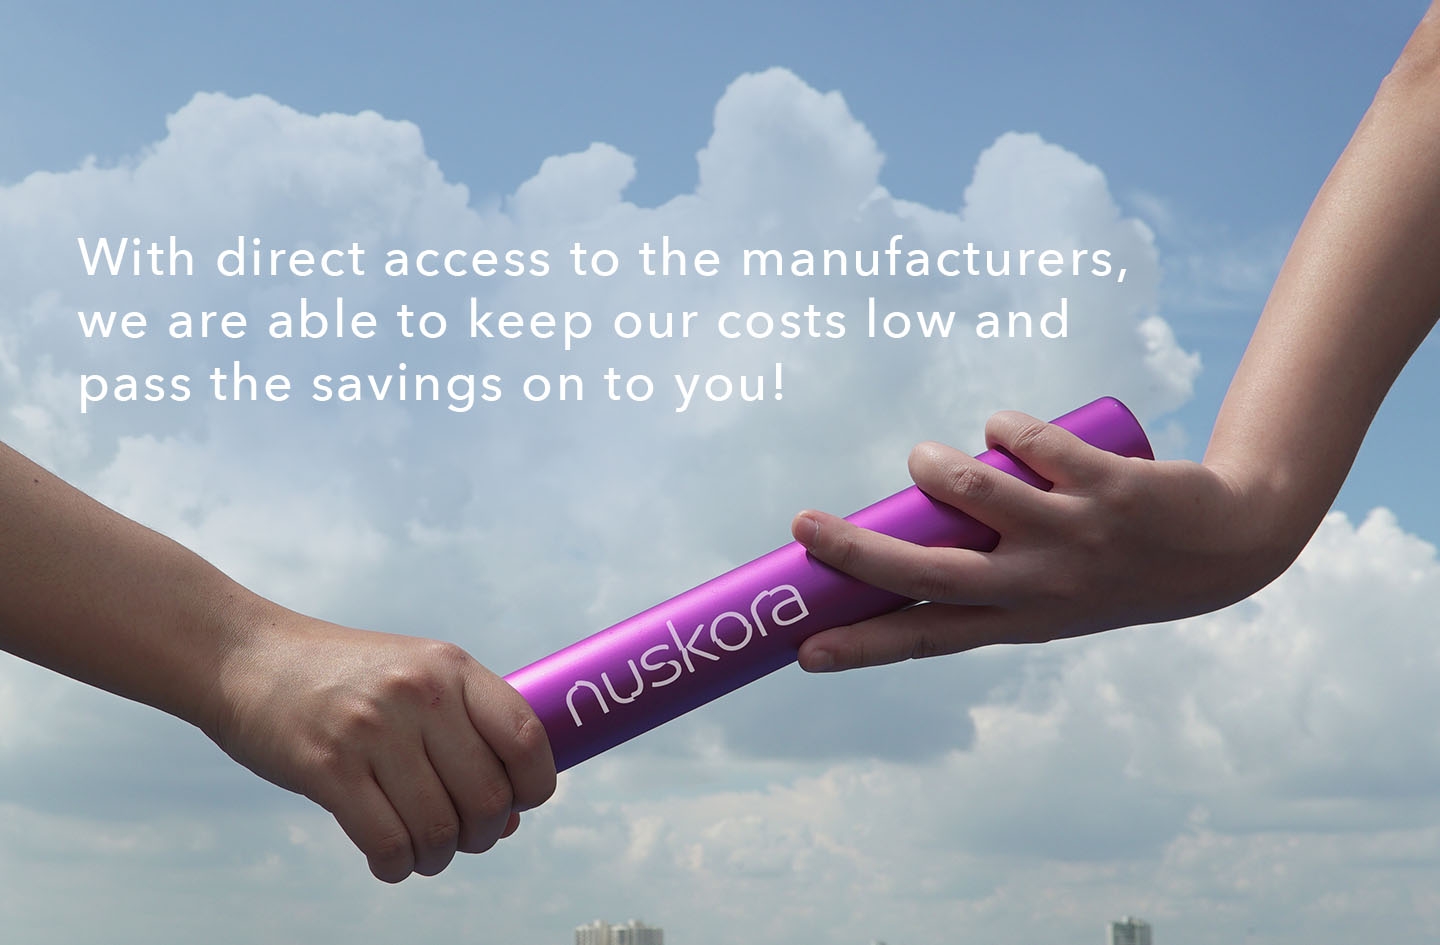 With direct access to the manufacturers,
we are able to keep our costs low and
pass the savings on to you!
nuskora